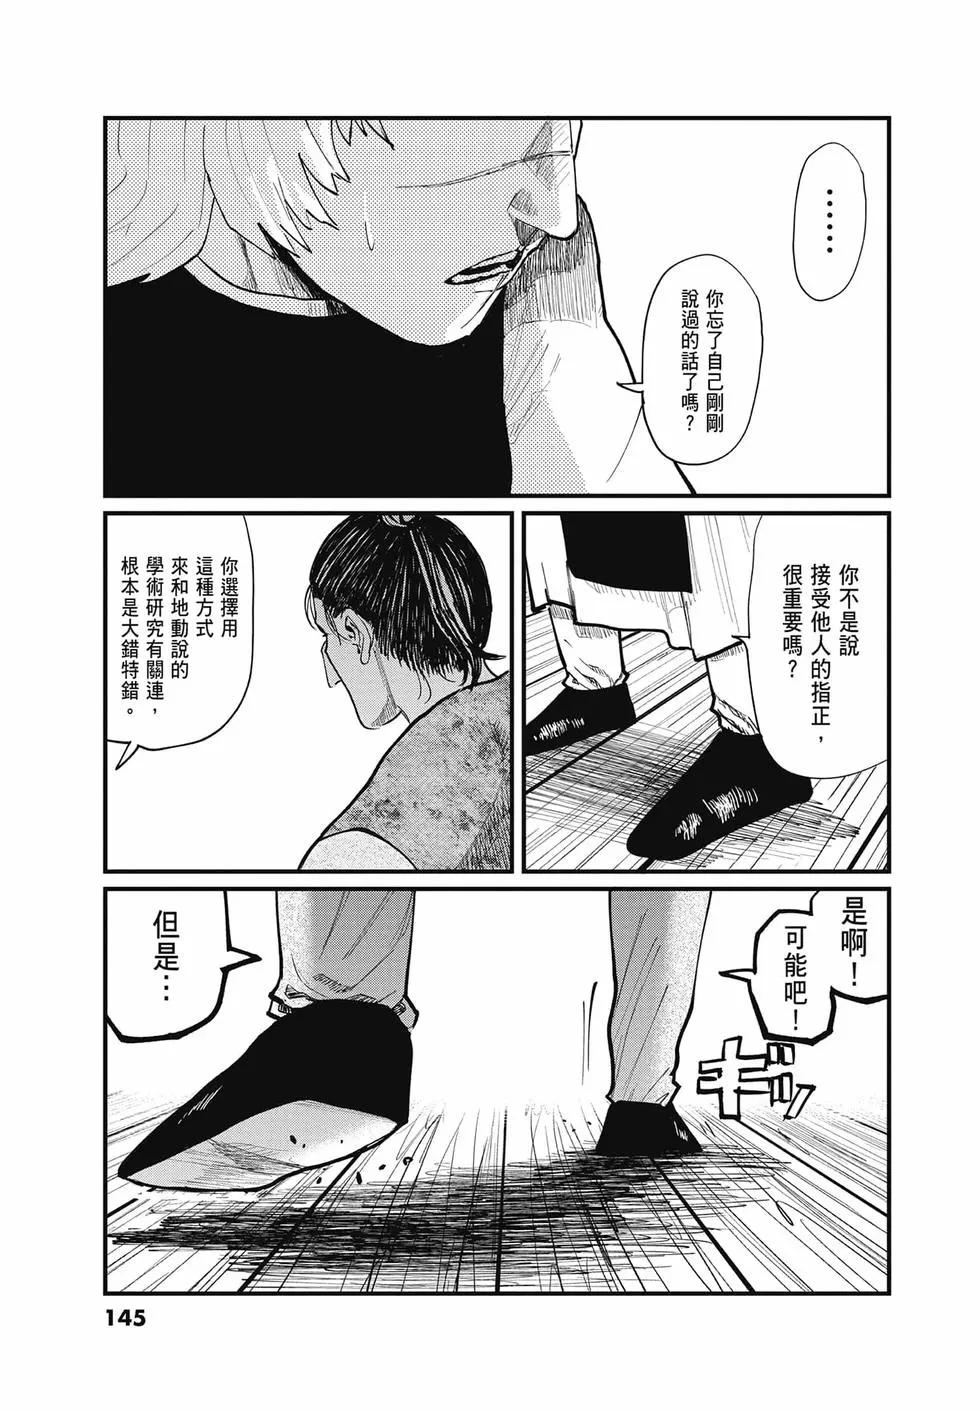 ……
你忘了自己剛剛
說過的話了嗎？
你不是說
接受他人的指正，
很重要嗎？
你選擇用
這種方式
來和地動說的
學術研究有關連，
根本是大錯特錯。
是啊！
可能吧！
ギッ
但是…
145